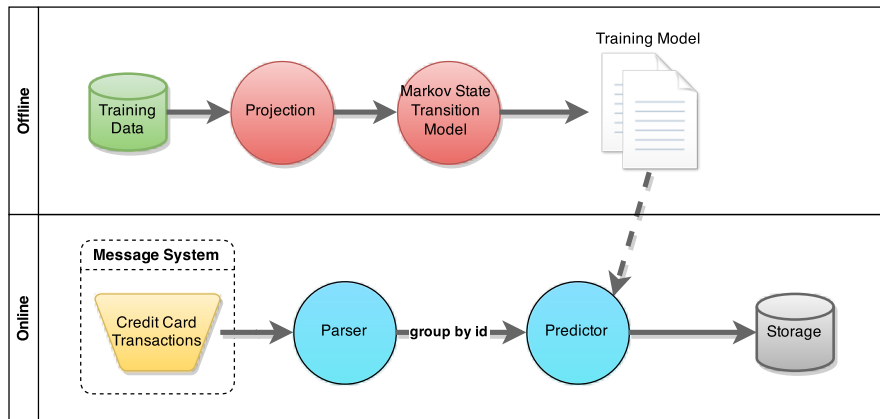 Offline
Training
Data
Projection
Markov State
Transition
Model
Training Model
Online
Message System
Credit Card
Transactions
Parser
group by id
Predictor
Storage